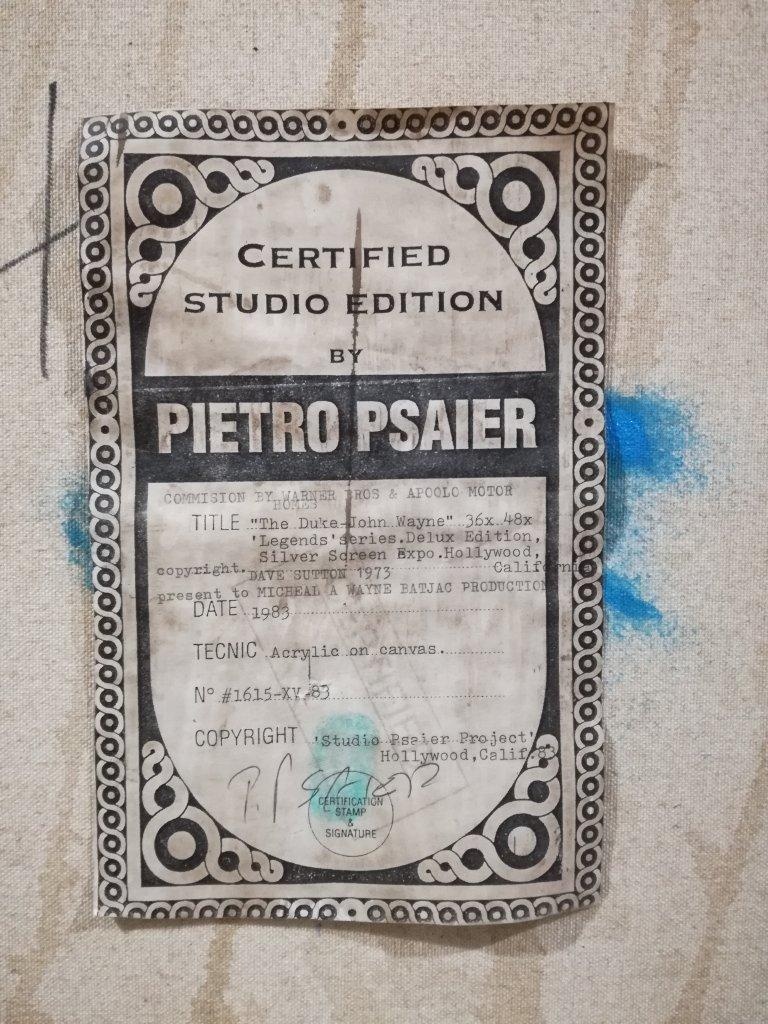 CERTIFIED
STUDIO EDITION
BY
PIETRO PSAIER
COMMISION BY WARNER BROS & APOOLO MOTOR
HOMES
TITLE "The Duke-John Wayne" 36x 48x
'Legends'series.Delux Edition,
Silver Screen Expo.Hollywood,
copyright. California
DAVE SUTTON 1973
present to MICHEAL A WAYNE BATJAC PRODUCTION
DATE 1983
TECNIC Acrylic on canvas.
N° #1615-XV-83
COPYRIGHT 'Studio Psaier Project'
Hollywood,Calif.83
CERTIFICATION
STAMP
&
SIGNATURE